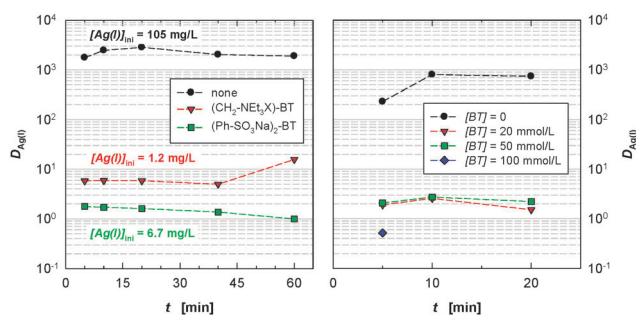 10⁴
10³
10²
10¹
10⁰
10⁻¹
D_Ag(I)
[Ag(I)]_ini = 105 mg/L
none
(CH₂-NEt₃X)-BT
(Ph-SO₃Na)₂-BT
[Ag(I)]_ini = 1.2 mg/L
[Ag(I)]_ini = 6.7 mg/L
0 15 30 45 60
t [min]
[BT] = 0
[BT] = 20 mmol/L
[BT] = 50 mmol/L
[BT] = 100 mmol/L
0 5 10 15 20
t [min]
10⁴
10³
10²
10¹
10⁰
10⁻¹
D_Ag(I)